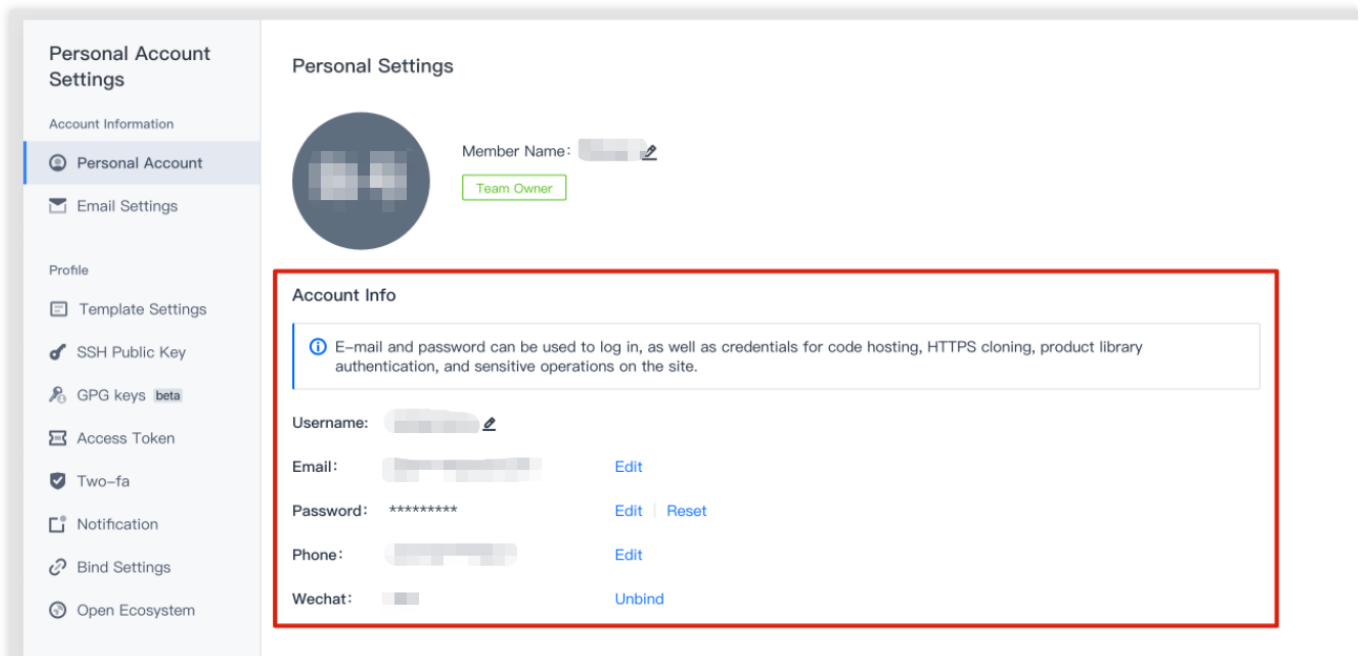 Personal Account
Settings
Account Information
Personal Account
Email Settings
Profile
Template Settings
SSH Public Key
GPG keys beta
Access Token
Two-fa
Notification
Bind Settings
Open Ecosystem
Personal Settings
Member Name:
Team Owner
Account Info
E-mail and password can be used to log in, as well as credentials for code hosting, HTTPS cloning, product library
authentication, and sensitive operations on the site.
Username:
Email: Edit
Password: ********* Edit | Reset
Phone: Edit
Wechat: Unbind